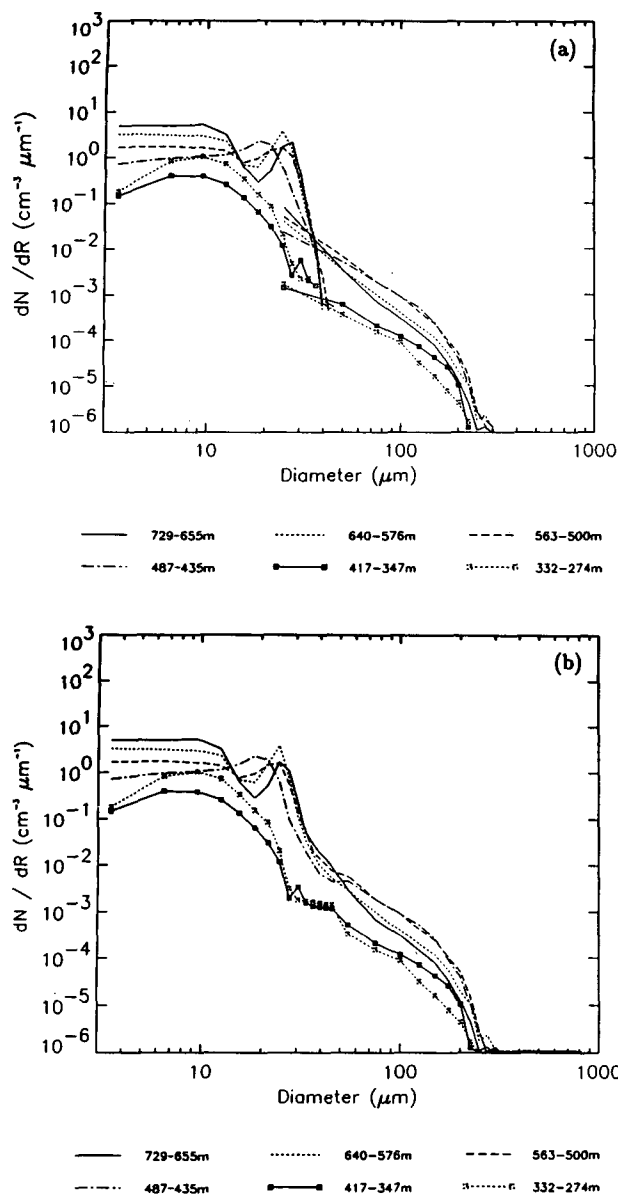 (a)
10³
10²
10¹
10⁰
10⁻¹
10⁻²
10⁻³
10⁻⁴
10⁻⁵
10⁻⁶
dN /dR (cm⁻³ μm⁻¹)
10 100 1000
Diameter (μm)
729-655m 640-576m 563-500m
487-435m 417-347m 332-274m
(b)
10³
10²
10¹
10⁰
10⁻¹
10⁻²
10⁻³
10⁻⁴
10⁻⁵
10⁻⁶
dN / dR (cm⁻³ μm⁻¹)
10 100 1000
Diameter (μm)
729-655m 640-576m 563-500m
487-435m 417-347m 332-274m